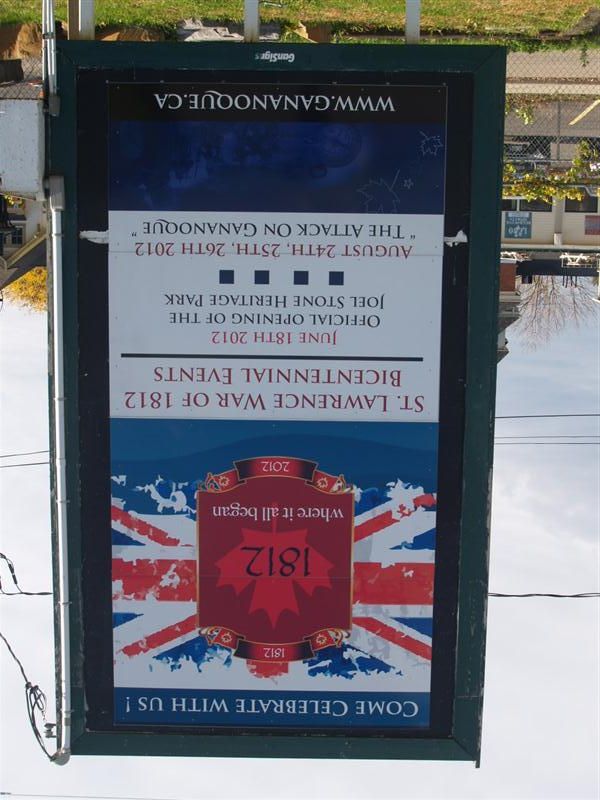 COME CELEBRATE WITH US !
1812
1812
where it all began
2012
ST. LAWRENCE WAR OF 1812
BICENTENNIAL EVENTS
JUNE 18TH 2012
OFFICIAL OPENING OF THE
JOEL STONE HERITAGE PARK
AUGUST 24TH, 25TH, 26TH 2012
“ THE ATTACK ON GANANOQUE ”
WWW.GANANOQUE.CA
GanSigns